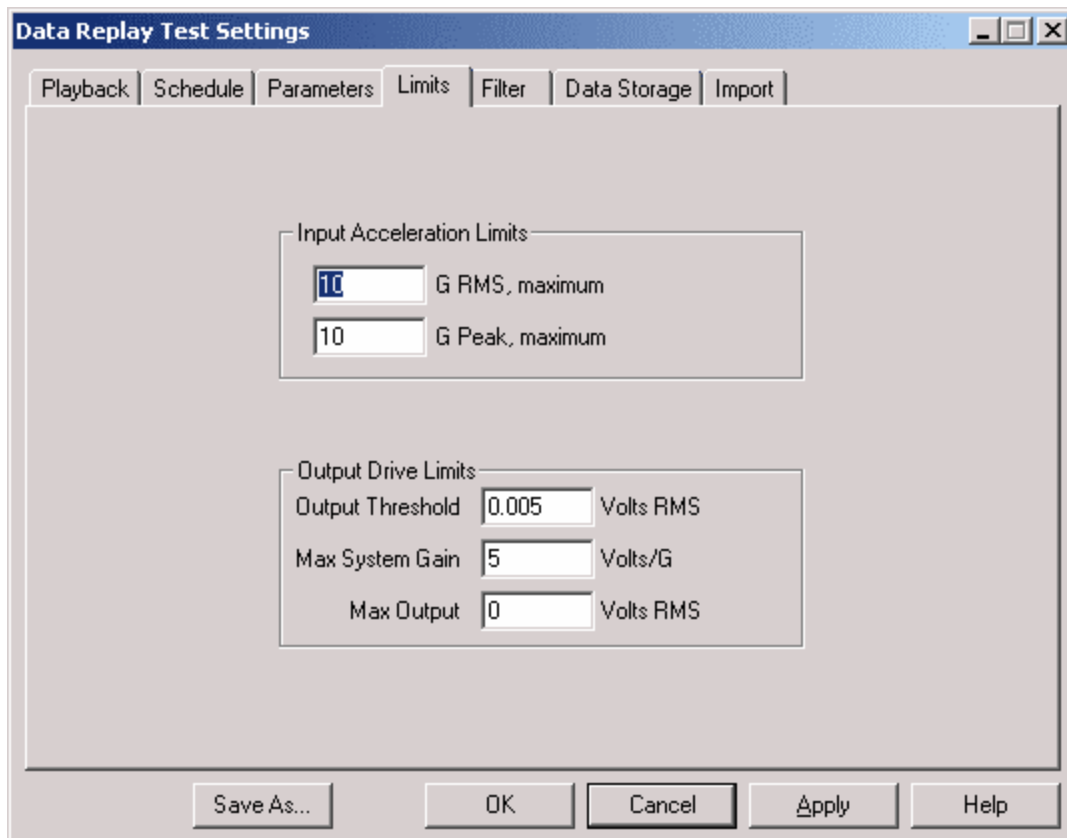 Data Replay Test Settings
Playback Schedule Parameters Limits Filter Data Storage Import
Input Acceleration Limits
10 G RMS, maximum
10 G Peak, maximum
Output Drive Limits
Output Threshold 0.005 Volts RMS
Max System Gain 5 Volts/G
Max Output 0 Volts RMS
Save As... OK Cancel Apply Help